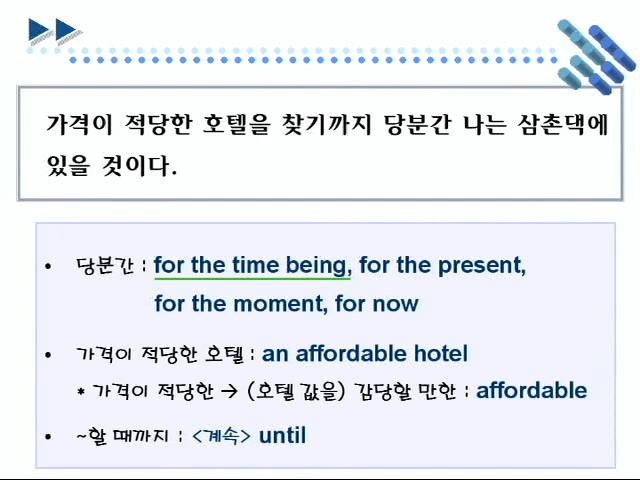 가격이 적당한 호텔을 찾기까지 당분간 나는 삼촌댁에
있을 것이다.
• 당분간 : for the time being, for the present,
for the moment, for now
• 가격이 적당한 호텔 : an affordable hotel
* 가격이 적당한 → (호텔 값을) 감당할 만한 : affordable
• ~할 때까지 : <계속> until